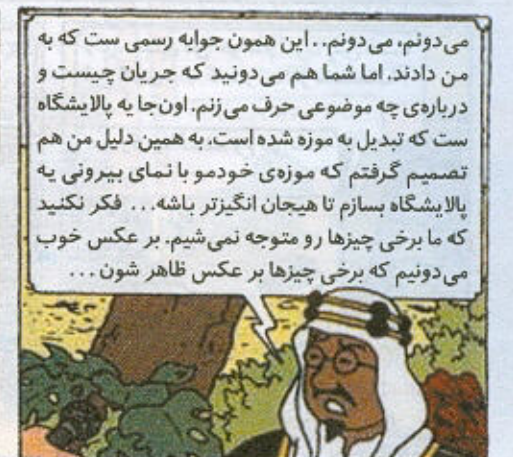 می‌دونم، می‌دونم.. این همون جوابه رسمی ست که به
من دادند. اما شما هم می‌دونید که جریان چیست و
درباره‌ی چه موضوعی حرف می‌زنم. اون‌جا یه پالایشگاه
ست که تبدیل به موزه شده است. به همین دلیل من هم
تصمیم گرفتم که موزه‌ی خودمو با نمای بیرونی یه
پالایشگاه بسازم تا هیجان انگیزتر باشه... فکر نکنید
که ما برخی چیزها رو متوجه نمی‌شیم. بر عکس خوب
می‌دونیم که برخی چیزها بر عکس ظاهر شون ...